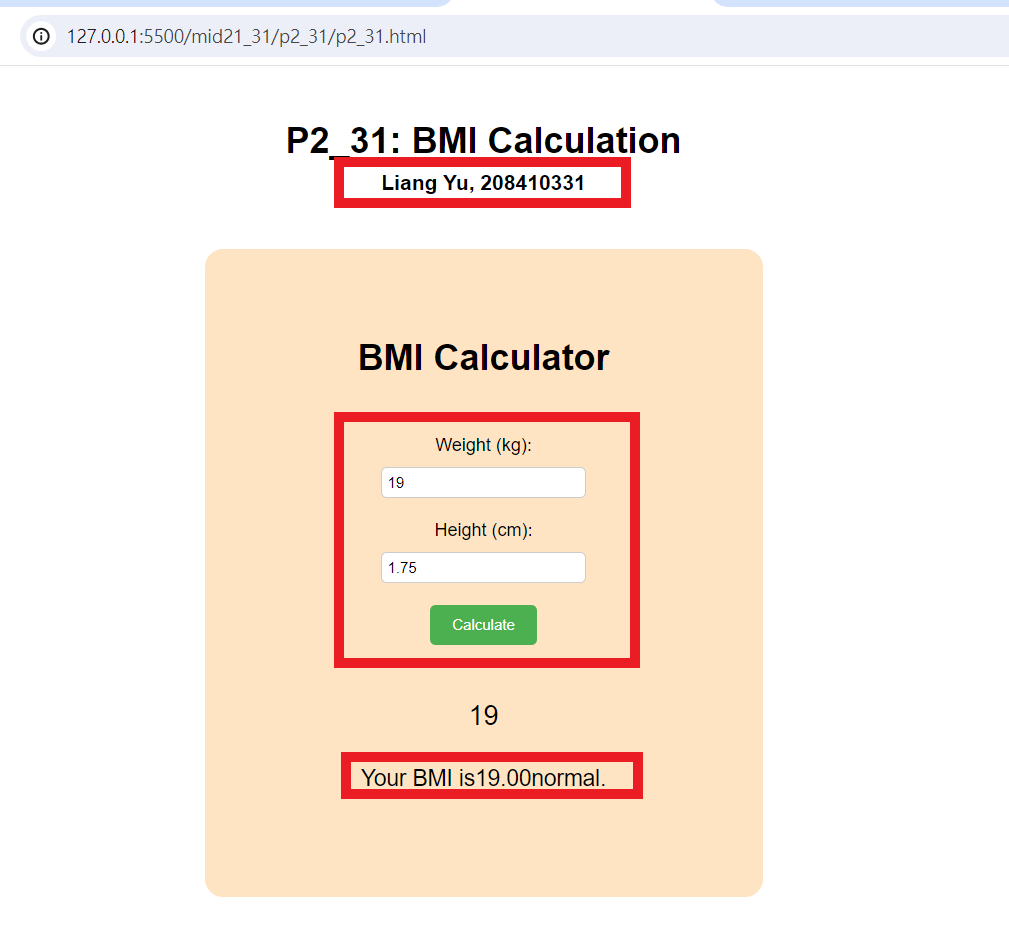 127.0.0.1:5500/mid21_31/p2_31/p2_31.html
P2_31: BMI Calculation
Liang Yu, 208410331
BMI Calculator
Weight (kg):
19
Height (cm):
1.75
Calculate
19
Your BMI is19.00normal.